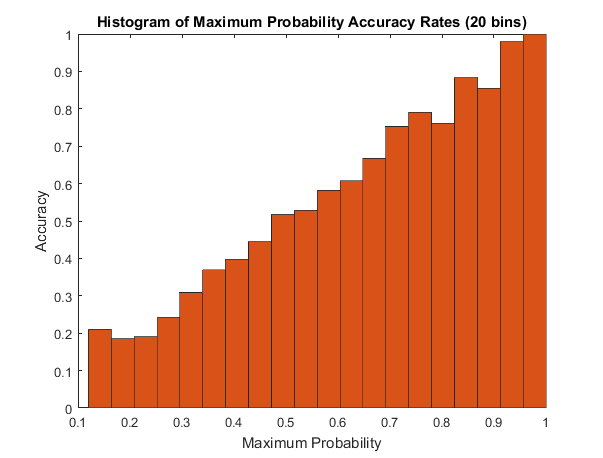 Histogram of Maximum Probability Accuracy Rates (20 bins)
1
0.9
0.8
0.7
0.6
0.5
0.4
0.3
0.2
0.1
0
Accuracy
0.1 0.2 0.3 0.4 0.5 0.6 0.7 0.8 0.9 1
Maximum Probability